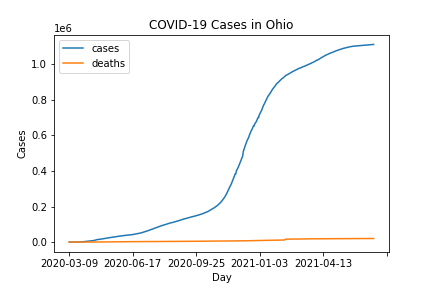 COVID-19 Cases in Ohio
1e6
cases
deaths
1.0
0.8
0.6
0.4
0.2
0.0
Cases
2020-03-09 2020-06-17 2020-09-25 2021-01-03 2021-04-13
Day